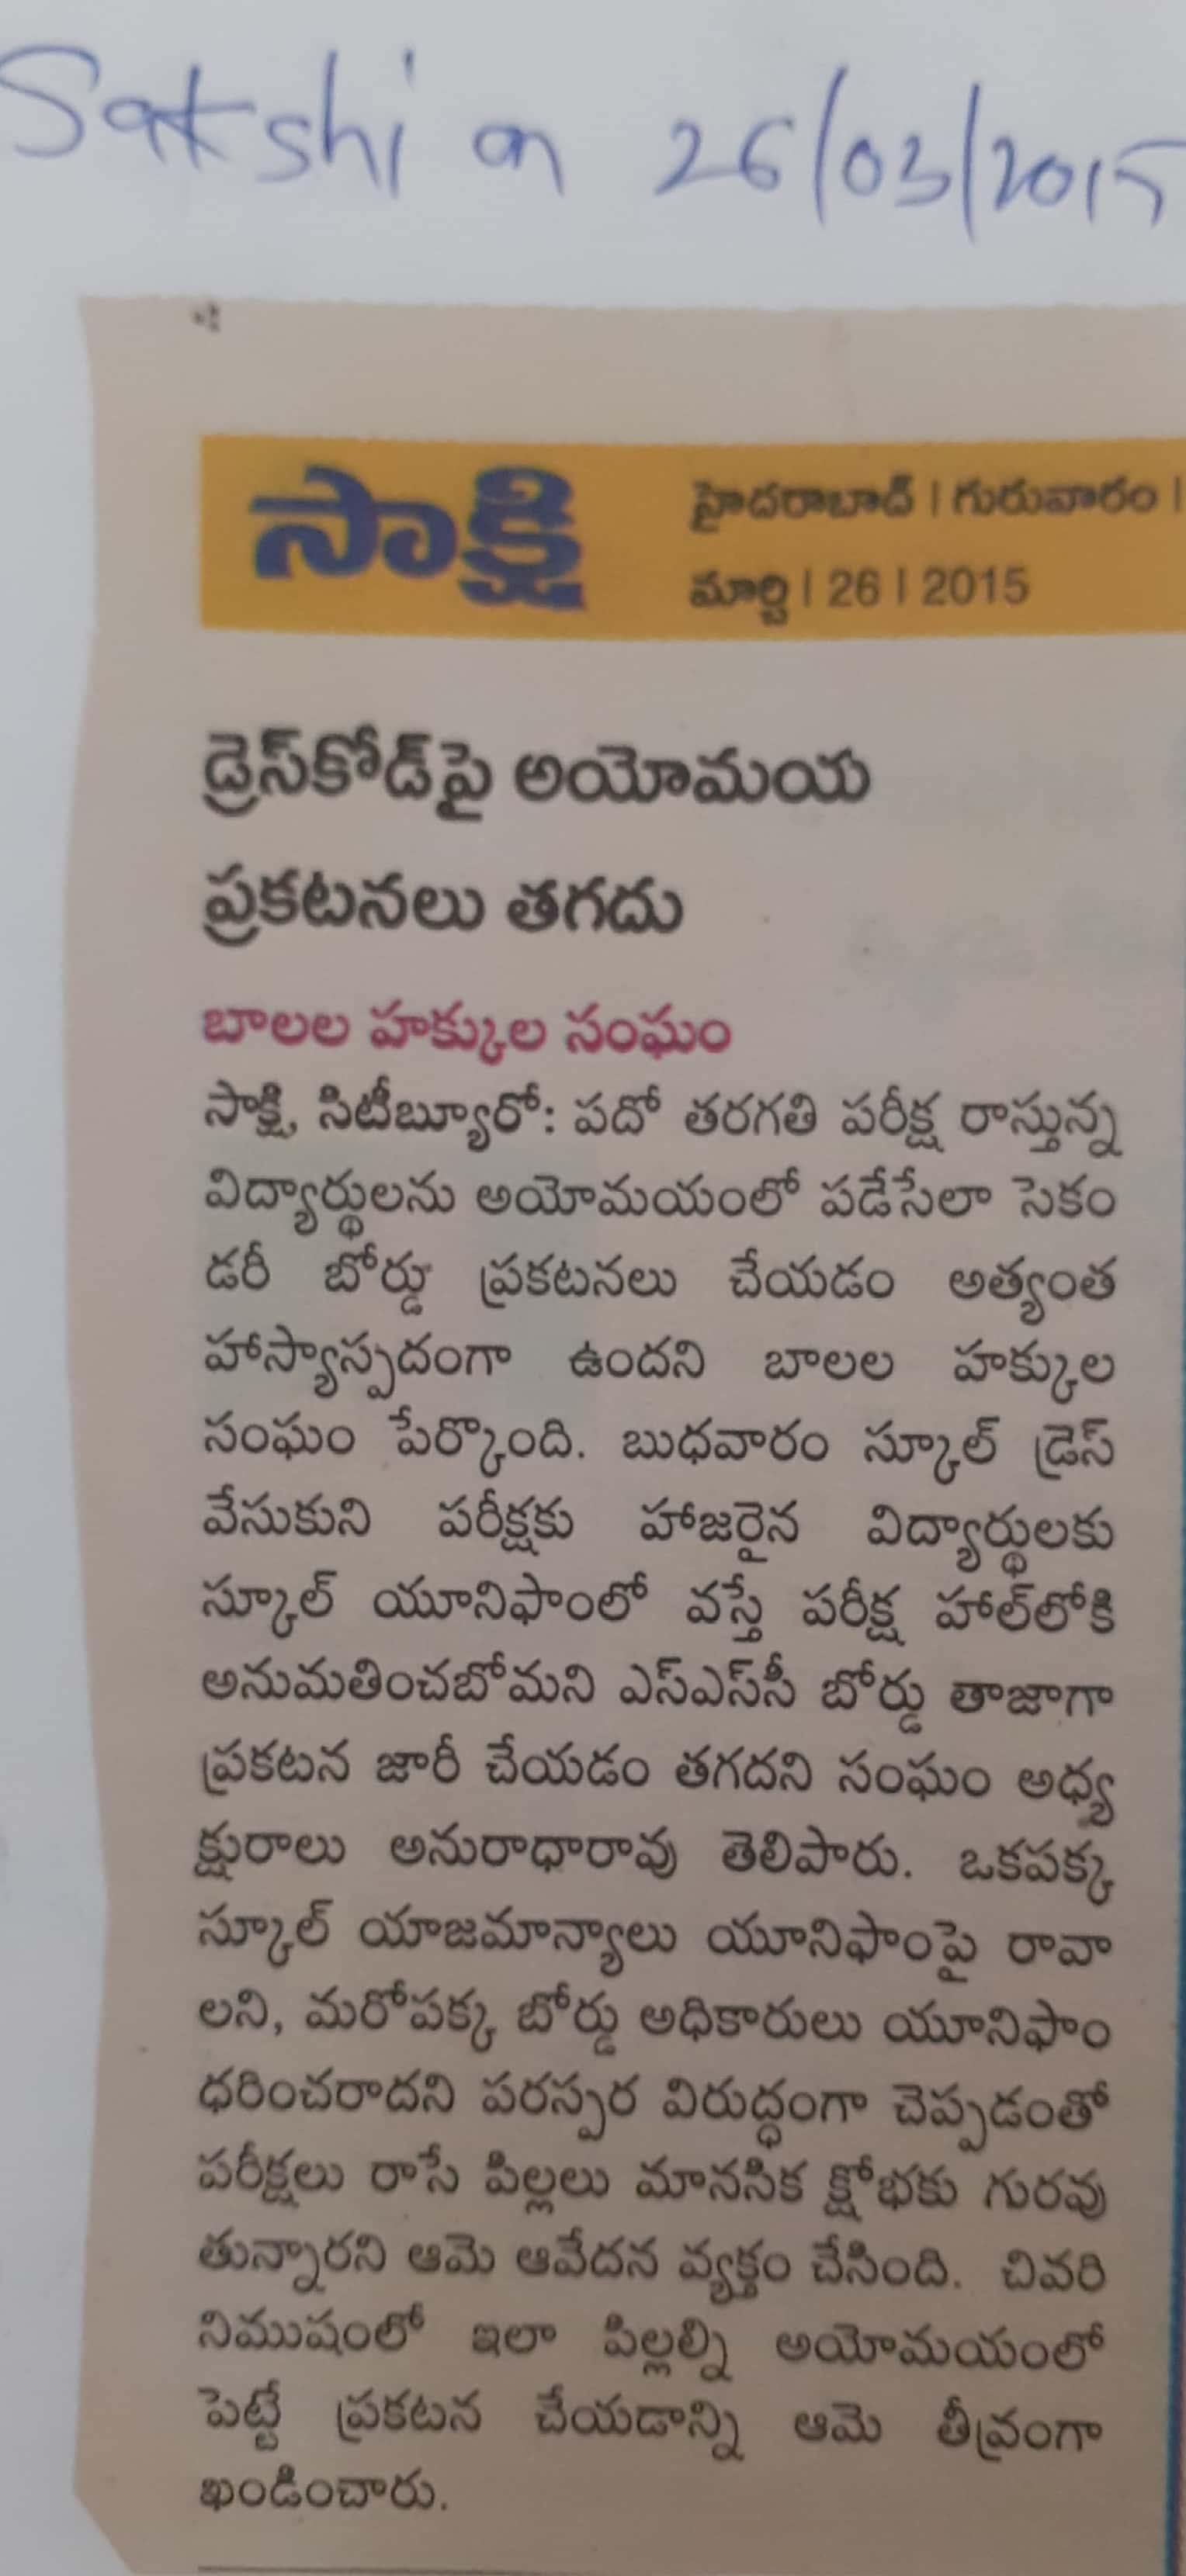 Sakshi on 26/03/2015
సాక్షి
హైదరాబాద్ | గురువారం |
మార్చి | 26 | 2015
డ్రెస్‌కోడ్‌పై అయోమయ
ప్రకటనలు తగదు
బాలల హక్కుల సంఘం
సాక్షి, సిటీబ్యూరో: పదో తరగతి పరీక్ష రాస్తున్న
విద్యార్థులను అయోమయంలో పడేసేలా సెకం
డరీ బోర్డు ప్రకటనలు చేయడం అత్యంత
హాస్యాస్పదంగా ఉందని బాలల హక్కుల
సంఘం పేర్కొంది. బుధవారం స్కూల్ డ్రెస్
వేసుకుని పరీక్షకు హాజరైన విద్యార్థులకు
స్కూల్ యూనిఫాంలో వస్తే పరీక్ష హాల్‌లోకి
అనుమతించబోమని ఎస్ఎస్‌సీ బోర్డు తాజాగా
ప్రకటన జారీ చేయడం తగదని సంఘం అధ్య
క్షురాలు అనురాధారావు తెలిపారు. ఒకపక్క
స్కూల్ యాజమాన్యాలు యూనిఫాంపై రావా
లని, మరోపక్క బోర్డు అధికారులు యూనిఫాం
ధరించరాదని పరస్పర విరుద్ధంగా చెప్పడంతో
పరీక్షలు రాసే పిల్లలు మానసిక క్షోభకు గురవు
తున్నారని ఆమె ఆవేదన వ్యక్తం చేసింది. చివరి
నిముషంలో ఇలా పిల్లల్ని అయోమయంలో
పెట్టే ప్రకటన చేయడాన్ని ఆమె తీవ్రంగా
ఖండించారు.